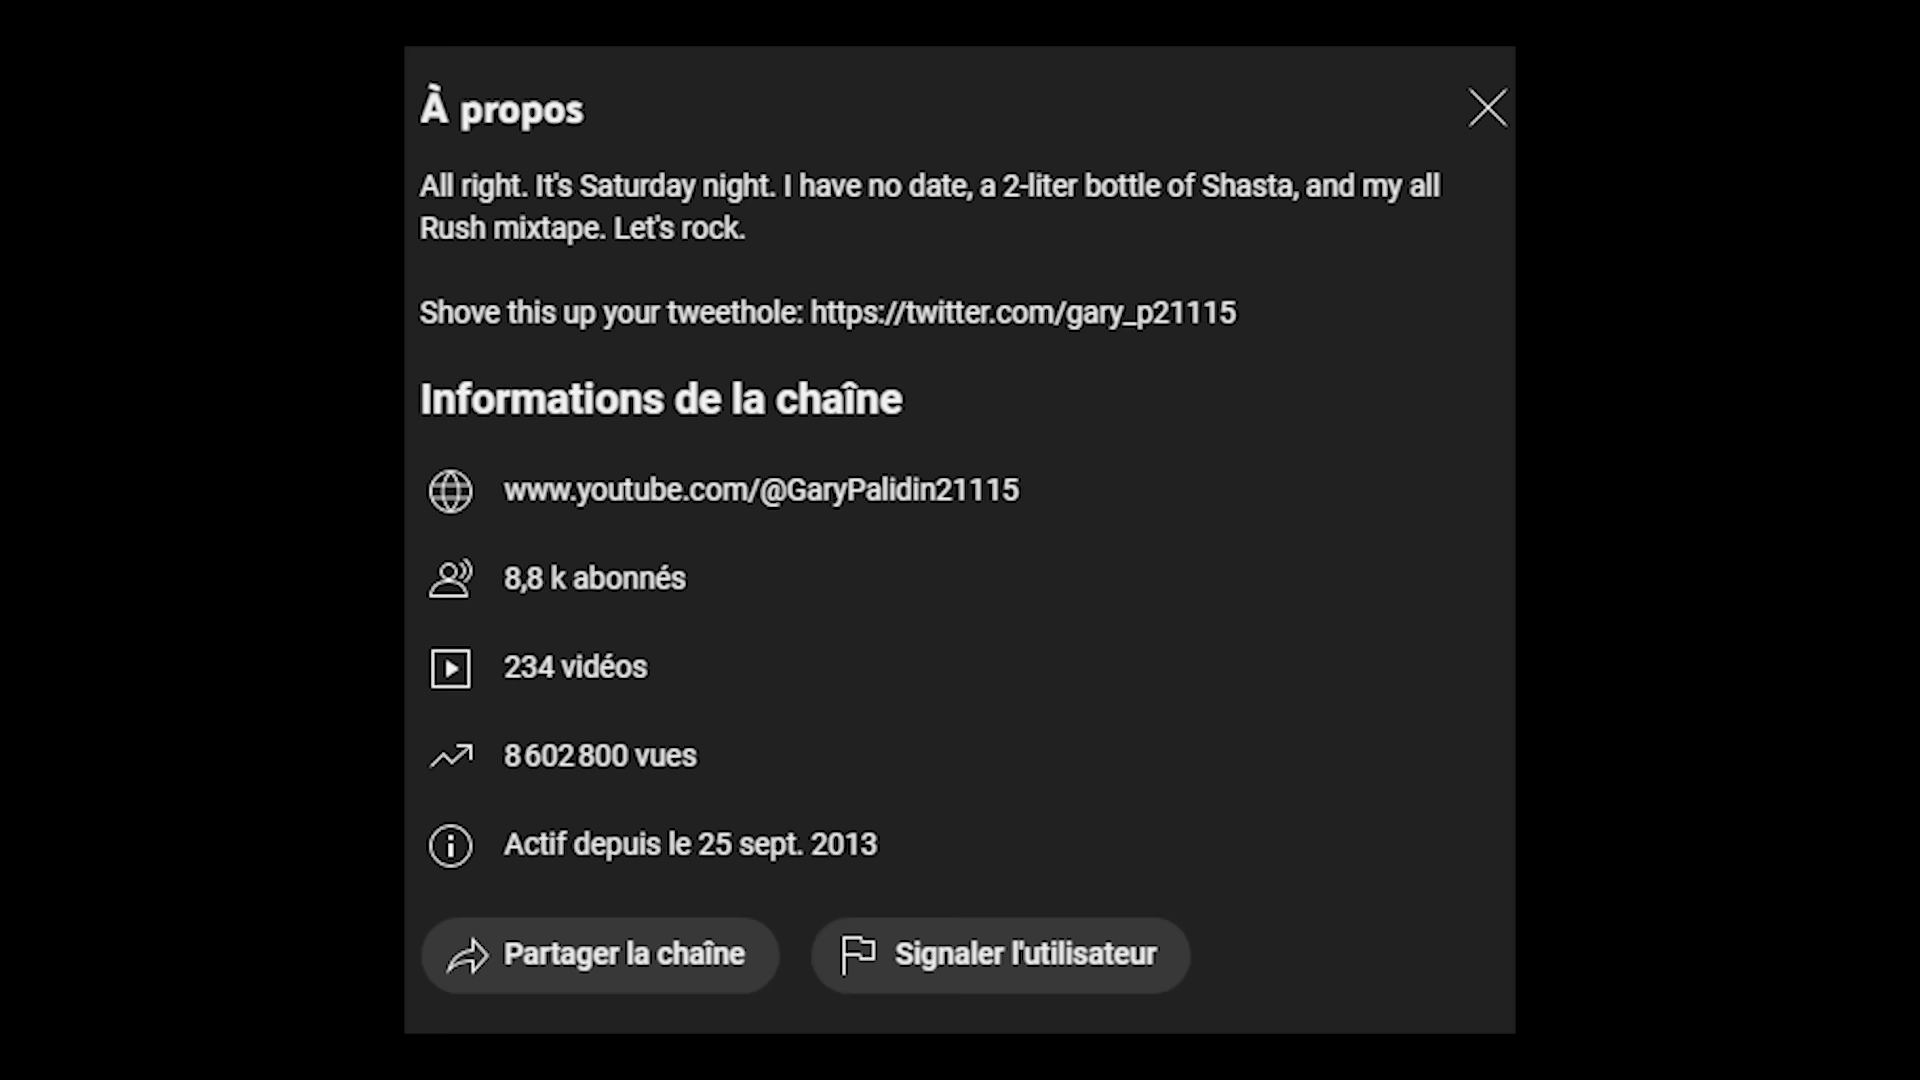 À propos
All right. It's Saturday night. I have no date, a 2-liter bottle of Shasta, and my all
Rush mixtape. Let's rock.
Shove this up your tweethole: https://twitter.com/gary_p21115
Informations de la chaîne
www.youtube.com/@GaryPalidin21115
8,8 k abonnés
234 vidéos
8 602 800 vues
Actif depuis le 25 sept. 2013
Partager la chaîne
Signaler l'utilisateur